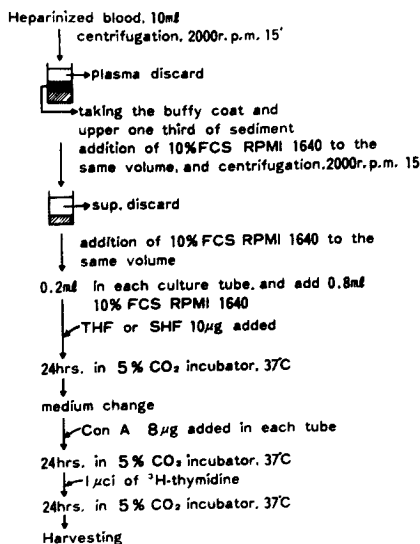 Heparinized blood, 10ml
centrifugation, 2000r.p.m. 15'
plasma discard
taking the buffy coat and
upper one third of sediment
addition of 10%FCS RPMI 1640 to the
same volume, and centrifugation.2000r.p.m. 15
sup. discard
addition of 10%FCS RPMI 1640 to the
same volume
0.2ml in each culture tube, and add 0.8ml
10% FCS RPMI 1640
THF or SHF 10μg added
24hrs. in 5% CO₂ incubator, 37°C
medium change
Con A 8μg added in each tube
24hrs. in 5% CO₂ incubator, 37°C
1μci of ³H-thymidine
24hrs. in 5% CO₂ incubator, 37°C
Harvesting